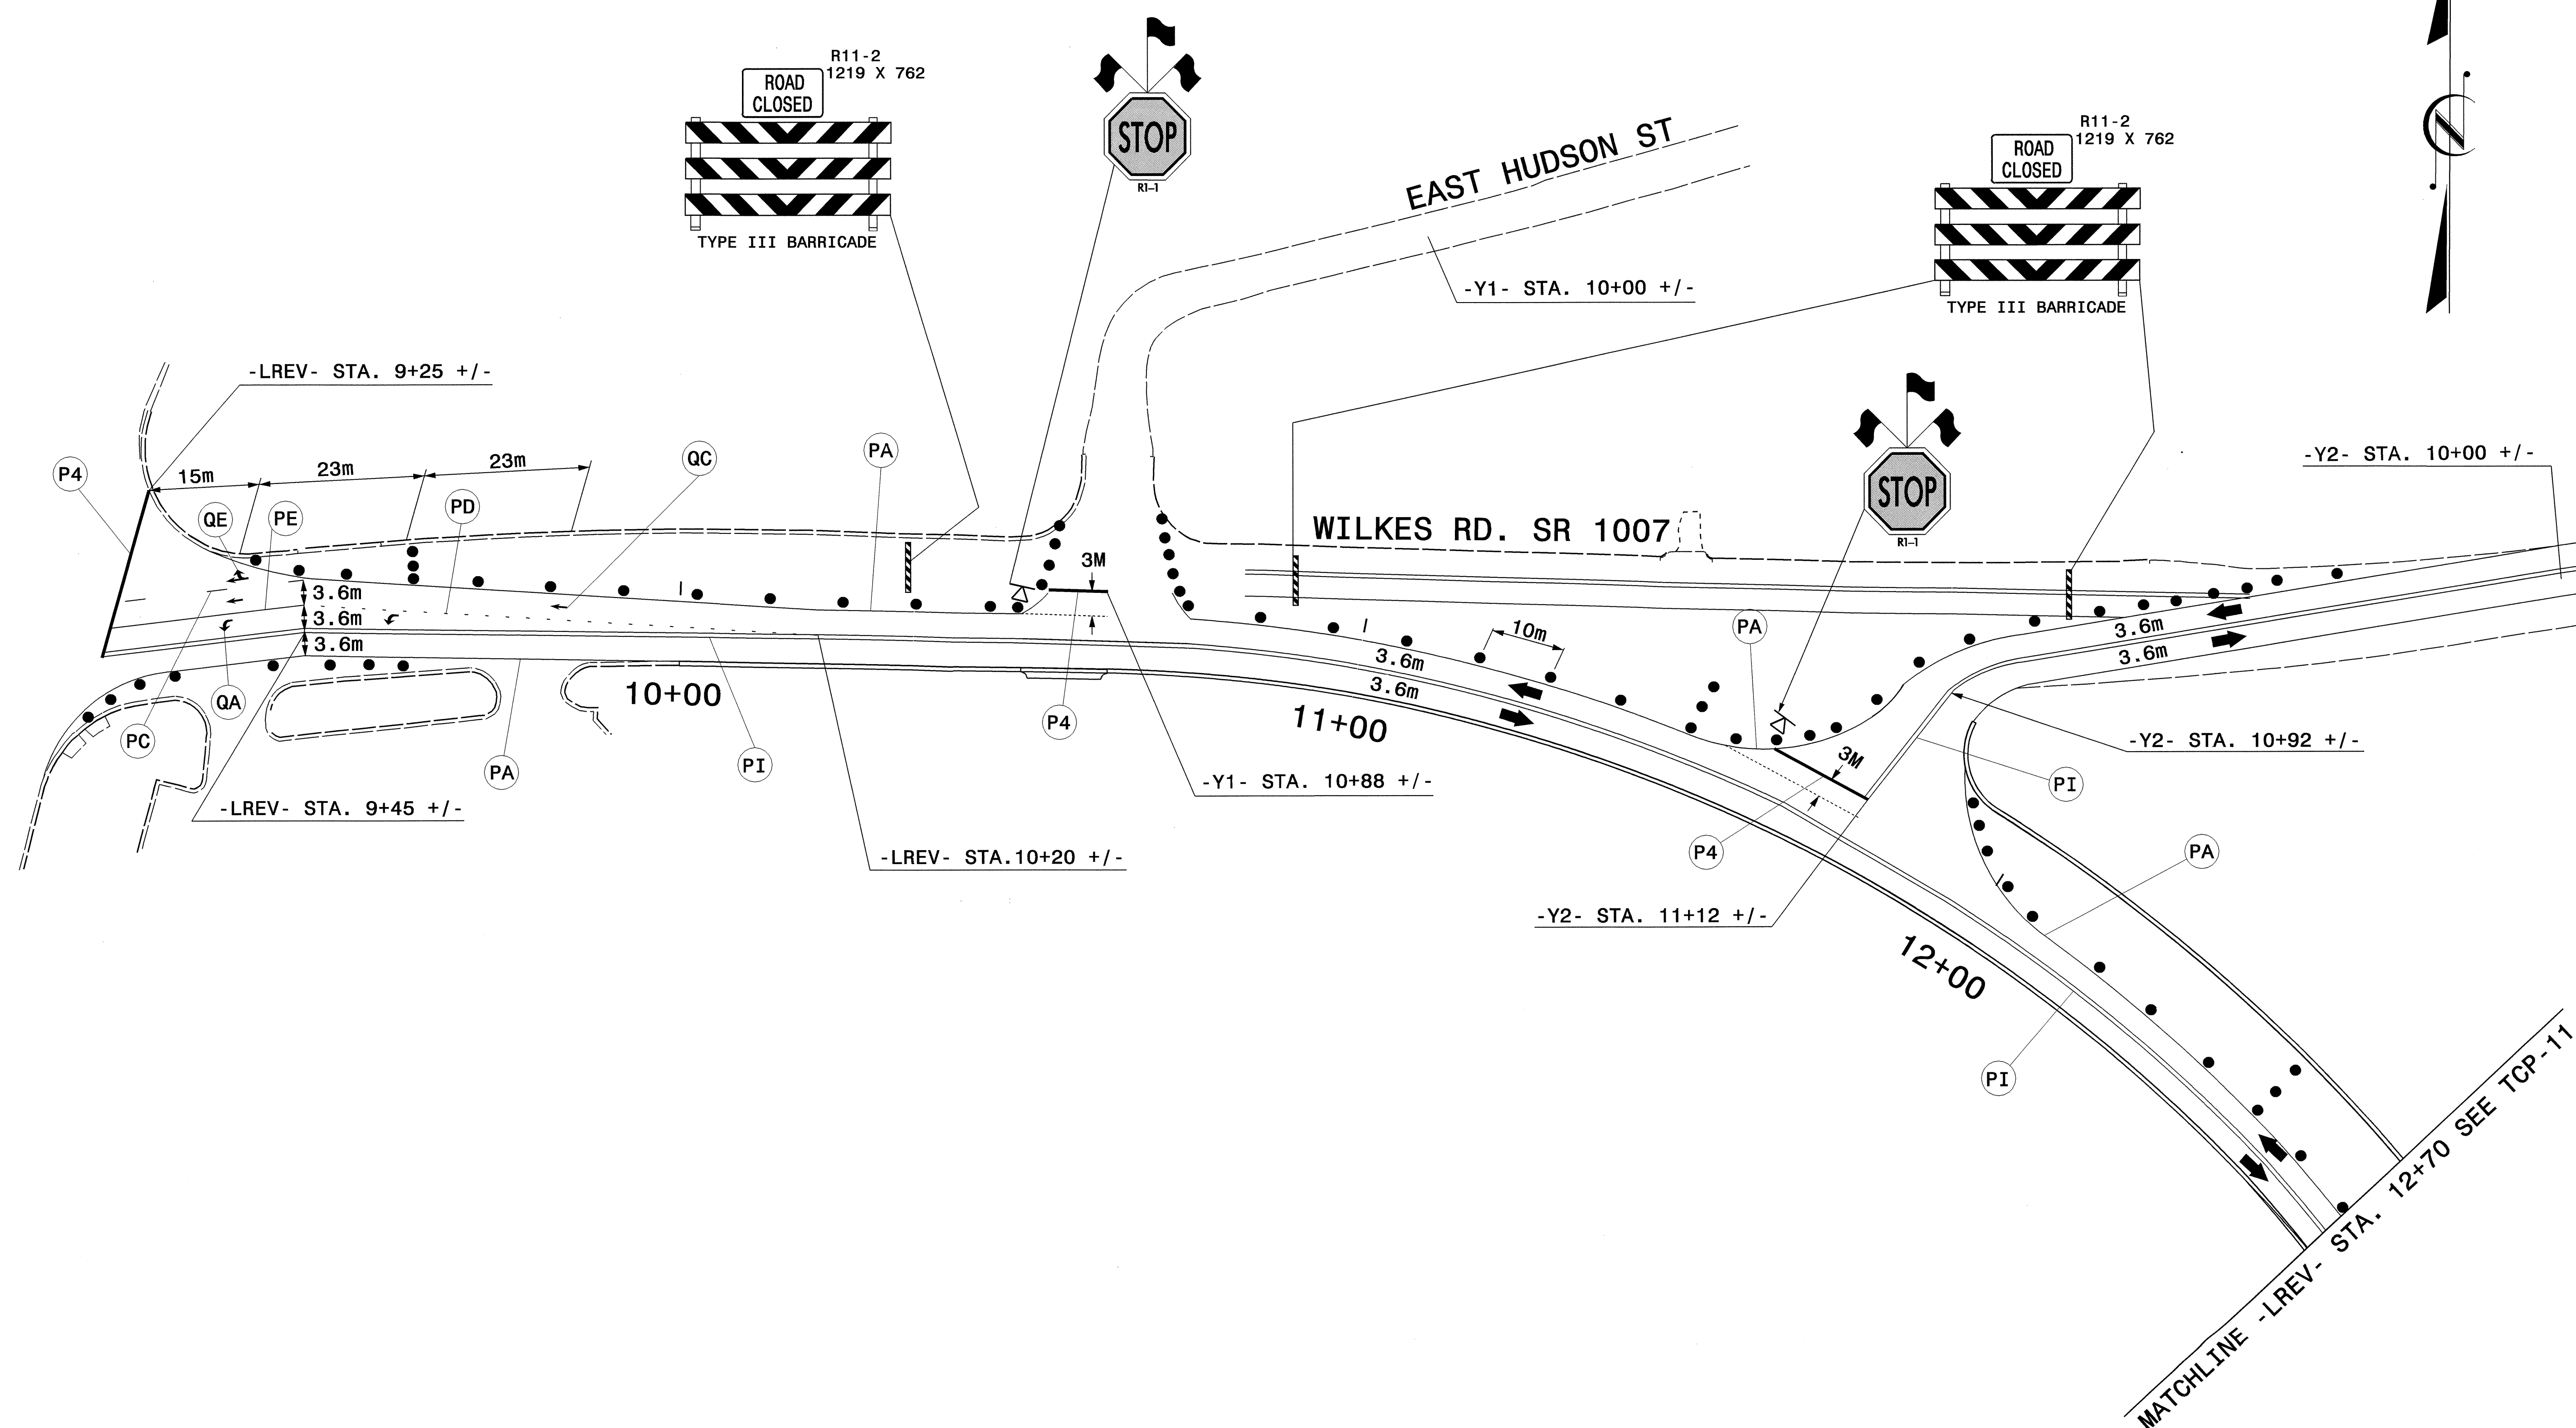 R11-2
1219 X 762
ROAD
CLOSED
TYPE III BARRICADE
STOP
R1-1
EAST HUDSON ST
R11-2
1219 X 762
ROAD
CLOSED
TYPE III BARRICADE
N
-Y1- STA. 10+00 +/-
-LREV- STA. 9+25 +/-
P4
15m
23m
23m
QC
PA
QE
PE
PD
3M
WILKES RD. SR 1007
STOP
R1-1
-Y2- STA. 10+00 +/-
3.6m
3.6m
3.6m
10+00
QA
PC
PA
PI
P4
-LREV- STA. 9+45 +/-
-LREV- STA.10+20 +/-
-Y1- STA. 10+88 +/-
10m
3.6m
3.6m
11+00
PA
3M
3.6m
3.6m
-Y2- STA. 10+92 +/-
PI
P4
PA
-Y2- STA. 11+12 +/-
12+00
PI
MATCHLINE -LREV- STA. 12+70 SEE TCP-11